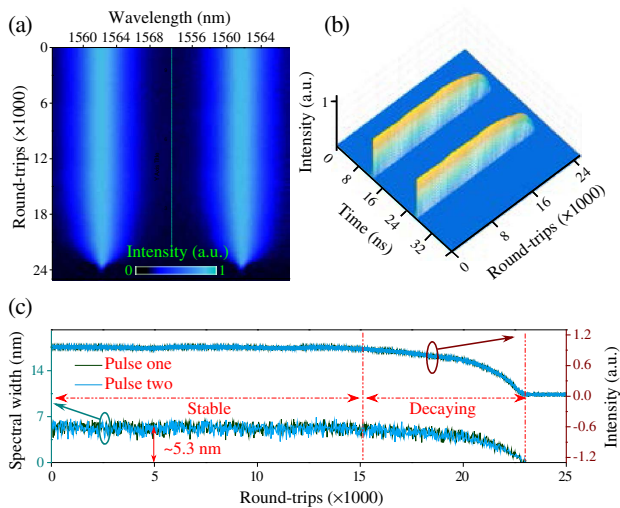 (a)
Wavelength (nm)
1560 1564 1568 1556 1560 1564
Round-trips (×1000)
0
6
12
18
24
Intensity (a.u.)
0 1
(b)
Intensity (a.u.)
1
0
8
16
24
32
Time (ns)
0
8
16
24
Round-trips (×1000)
(c)
Spectral width (nm)
14
7
0
Pulse one
Pulse two
Stable
Decaying
~5.3 nm
1.2
0.6
0.0
-0.6
-1.2
Intensity (a.u.)
0 5 10 15 20 25
Round-trips (×1000)